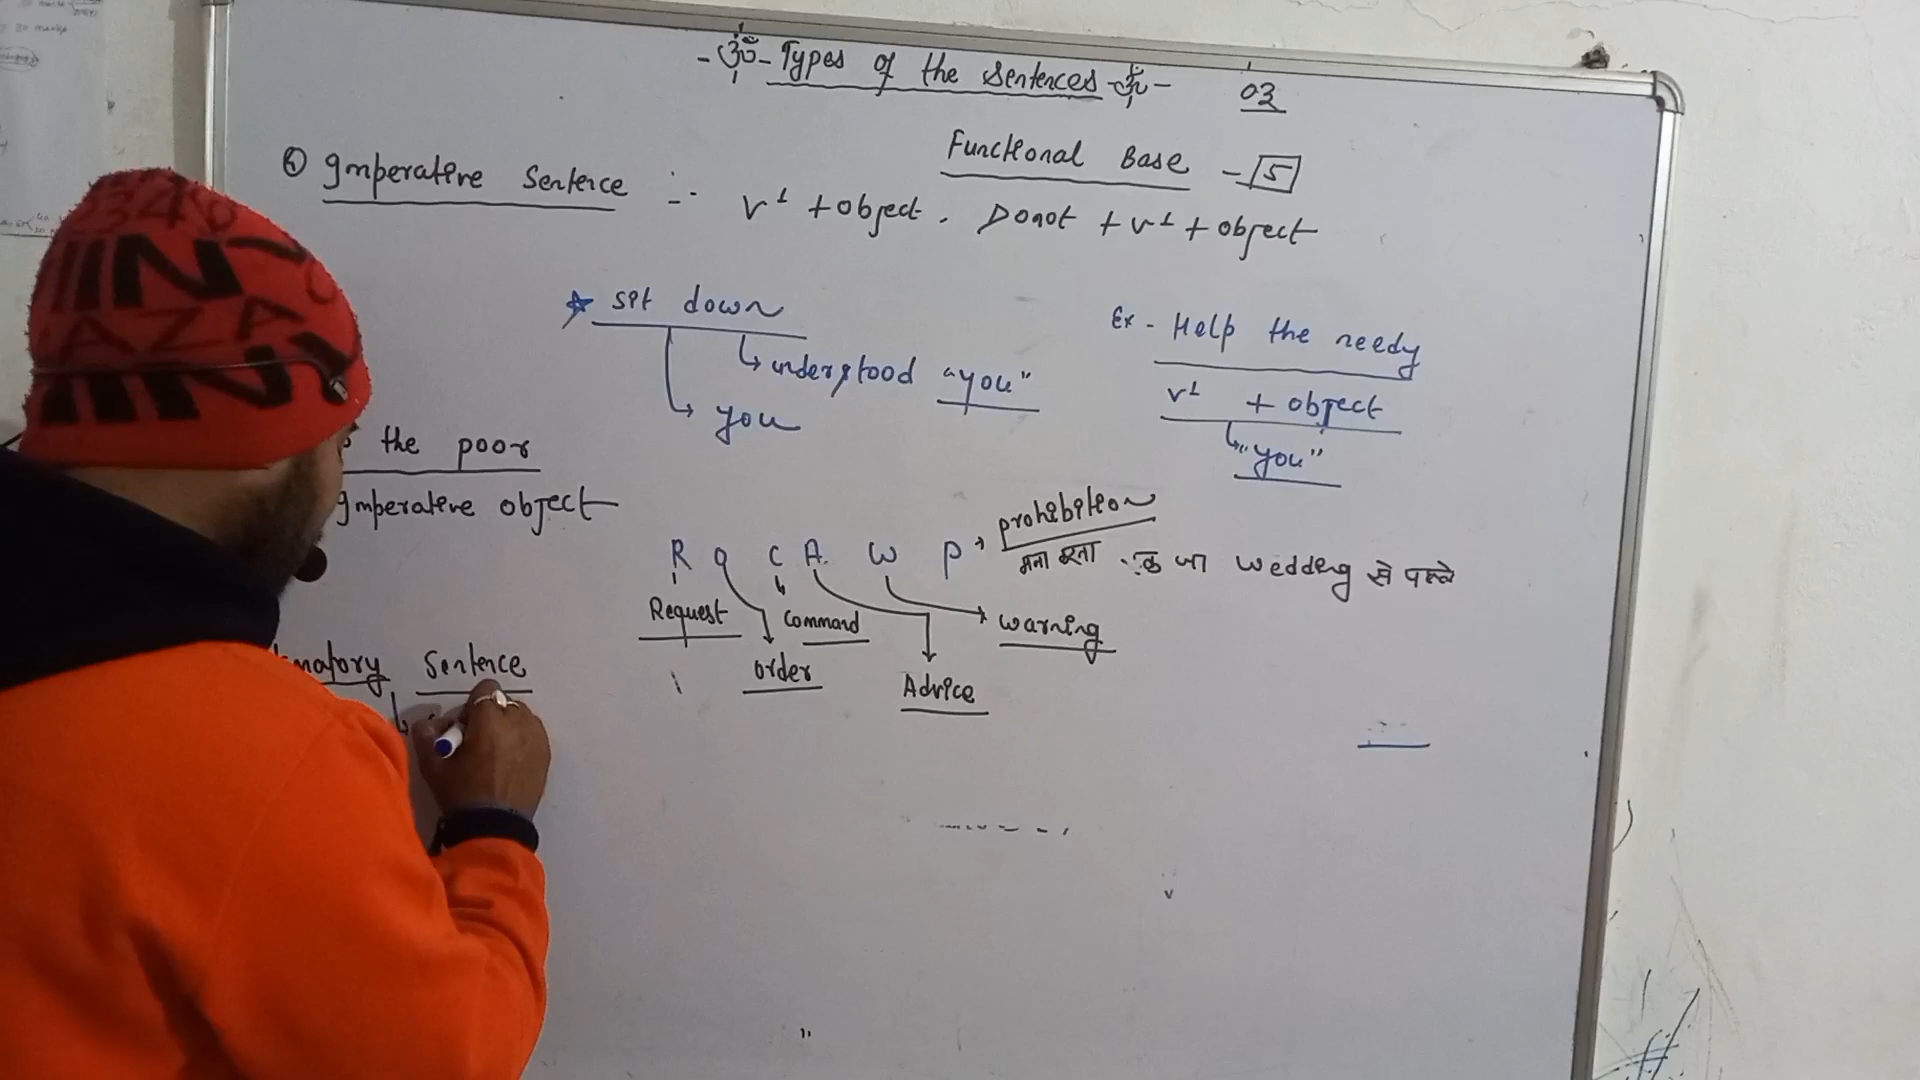 -ॐ- Types of the sentences -ॐ- 03
Functional Base - 5
Imperative Sentence :- V¹ + object . Donot + V¹ + object
sit down
understood "you"
you
Ex - Help the needy
V¹ + object
"you"
the poor
Imperative object
R O C A W P → prohibition
मना करना wedding से पहले
Request
Command
warning
order
Advice
matory Sentence